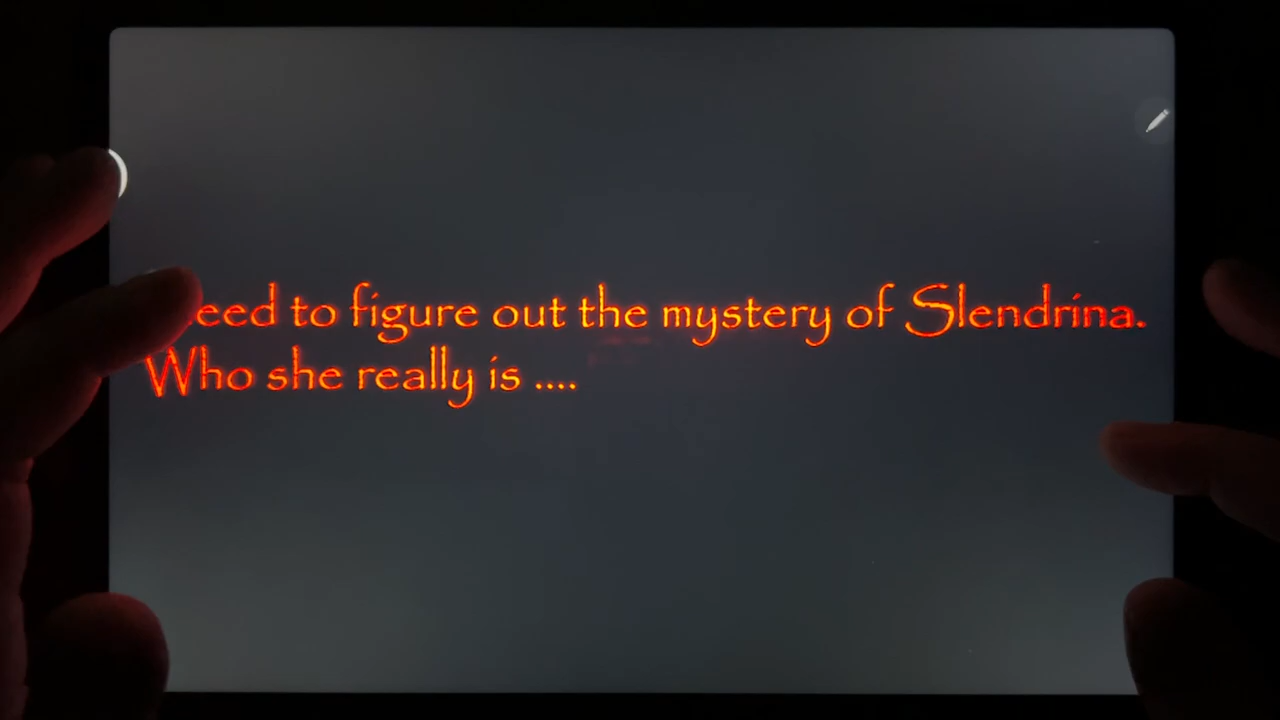 to figure out the mystery of Slendrina.
Who she really is ....